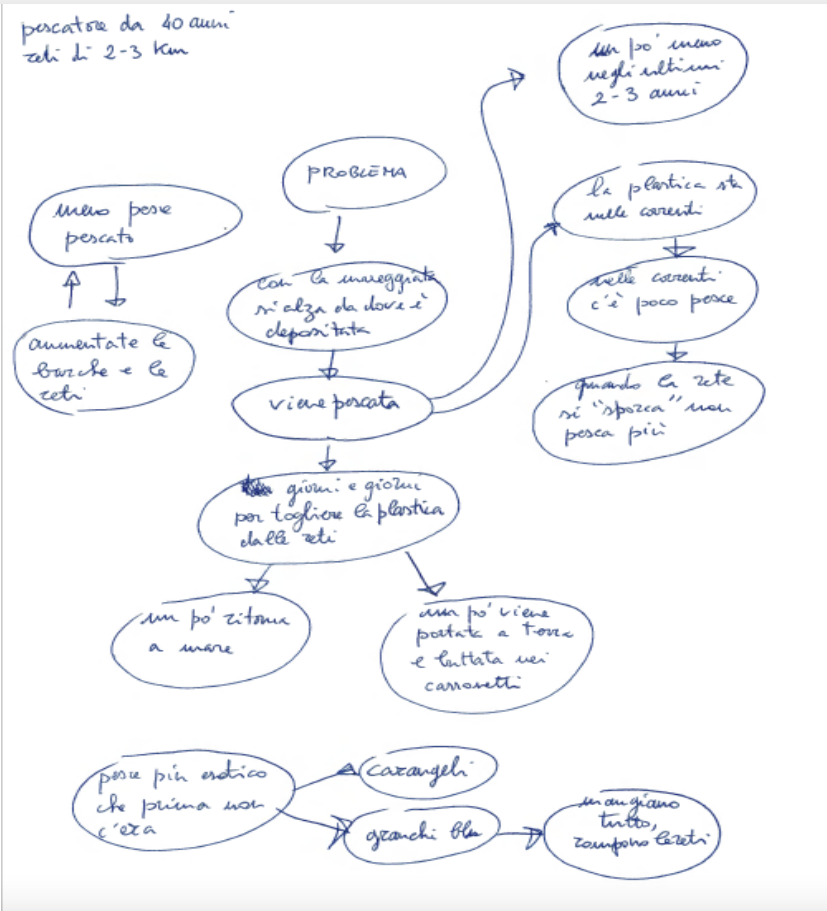 pescatore da 40 anni
reti di 2-3 Km
un po' meno
negli ultimi
2-3 anni
PROBLEMA
la plastica sta
nelle correnti
meno pesce
pescato
con la mareggiata
si alza da dove è
depositata
nelle correnti
c'è poco pesce
aumentate le
barche e le
reti
viene pescata
quando la rete
si "sporca" non
pesca più
giorni e giorni
per togliere la plastica
dalle reti
un po' ritorna
a mare
un po' viene
portata a terra
e buttata nei
cassonetti
pesce più esotico
che prima non
c'era
carangeli
granchi blu
mangiano
tutto,
rompono le reti